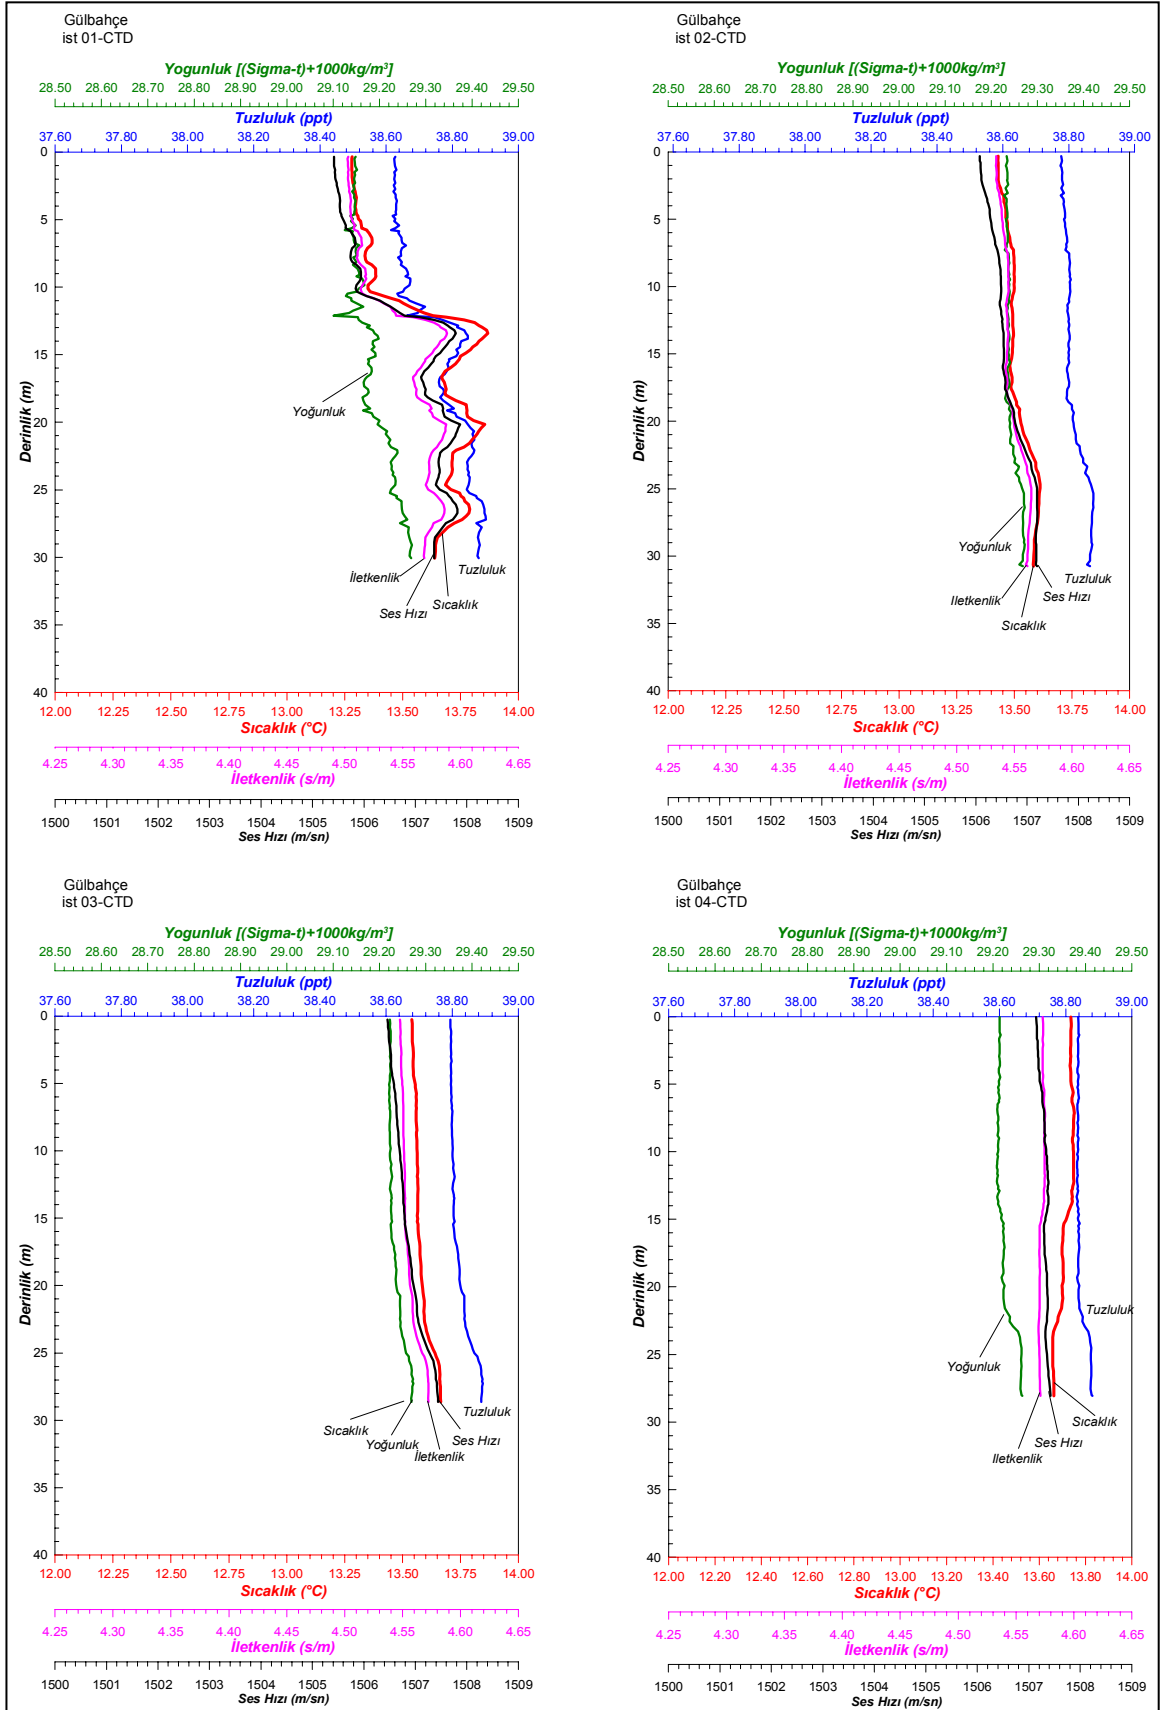 Gülbahçe
ist 01-CTD
Yogunluk [(Sigma-t)+1000kg/m³]
28.50 28.60 28.70 28.80 28.90 29.00 29.10 29.20 29.30 29.40 29.50
Tuzluluk (ppt)
37.60 37.80 38.00 38.20 38.40 38.60 38.80 39.00
0
5
10
15
20
25
30
35
40
Derinlik (m)
Yoğunluk
İletkenlik
Ses Hızı
Sıcaklık
Tuzluluk
12.00 12.25 12.50 12.75 13.00 13.25 13.50 13.75 14.00
Sıcaklık (°C)
4.25 4.30 4.35 4.40 4.45 4.50 4.55 4.60 4.65
İletkenlik (s/m)
1500 1501 1502 1503 1504 1505 1506 1507 1508 1509
Ses Hızı (m/sn)
Gülbahçe
ist 02-CTD
Yogunluk [(Sigma-t)+1000kg/m³]
28.50 28.60 28.70 28.80 28.90 29.00 29.10 29.20 29.30 29.40 29.50
Tuzluluk (ppt)
37.60 37.80 38.00 38.20 38.40 38.60 38.80 39.00
0
5
10
15
20
25
30
35
40
Derinlik (m)
Yoğunluk
Iletkenlik
Sıcaklık
Ses Hızı
Tuzluluk
12.00 12.25 12.50 12.75 13.00 13.25 13.50 13.75 14.00
Sıcaklık (°C)
4.25 4.30 4.35 4.40 4.45 4.50 4.55 4.60 4.65
İletkenlik (s/m)
1500 1501 1502 1503 1504 1505 1506 1507 1508 1509
Ses Hızı (m/sn)
Gülbahçe
ist 03-CTD
Yogunluk [(Sigma-t)+1000kg/m³]
28.50 28.60 28.70 28.80 28.90 29.00 29.10 29.20 29.30 29.40 29.50
Tuzluluk (ppt)
37.60 37.80 38.00 38.20 38.40 38.60 38.80 39.00
0
5
10
15
20
25
30
35
40
Derinlik (m)
Sıcaklık
Yoğunluk
İletkenlik
Ses Hızı
Tuzluluk
12.00 12.25 12.50 12.75 13.00 13.25 13.50 13.75 14.00
Sıcaklık (°C)
4.25 4.30 4.35 4.40 4.45 4.50 4.55 4.60 4.65
İletkenlik (s/m)
1500 1501 1502 1503 1504 1505 1506 1507 1508 1509
Ses Hızı (m/sn)
Gülbahçe
ist 04-CTD
Yogunluk [(Sigma-t)+1000kg/m³]
28.50 28.60 28.70 28.80 28.90 29.00 29.10 29.20 29.30 29.40 29.50
Tuzluluk (ppt)
37.60 37.80 38.00 38.20 38.40 38.60 38.80 39.00
0
5
10
15
20
25
30
35
40
Derinlik (m)
Tuzluluk
Yoğunluk
Sıcaklık
Ses Hızı
Iletkenlik
12.00 12.20 12.40 12.60 12.80 13.00 13.20 13.40 13.60 13.80 14.00
Sıcaklık (°C)
4.25 4.30 4.35 4.40 4.45 4.50 4.55 4.60 4.65
İletkenlik (s/m)
1500 1501 1502 1503 1504 1505 1506 1507 1508 1509
Ses Hızı (m/sn)